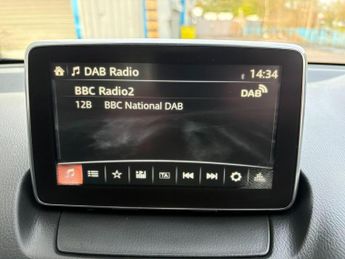 DAB Radio
14:34
BBC Radio2
DAB
12B BBC National DAB
TA